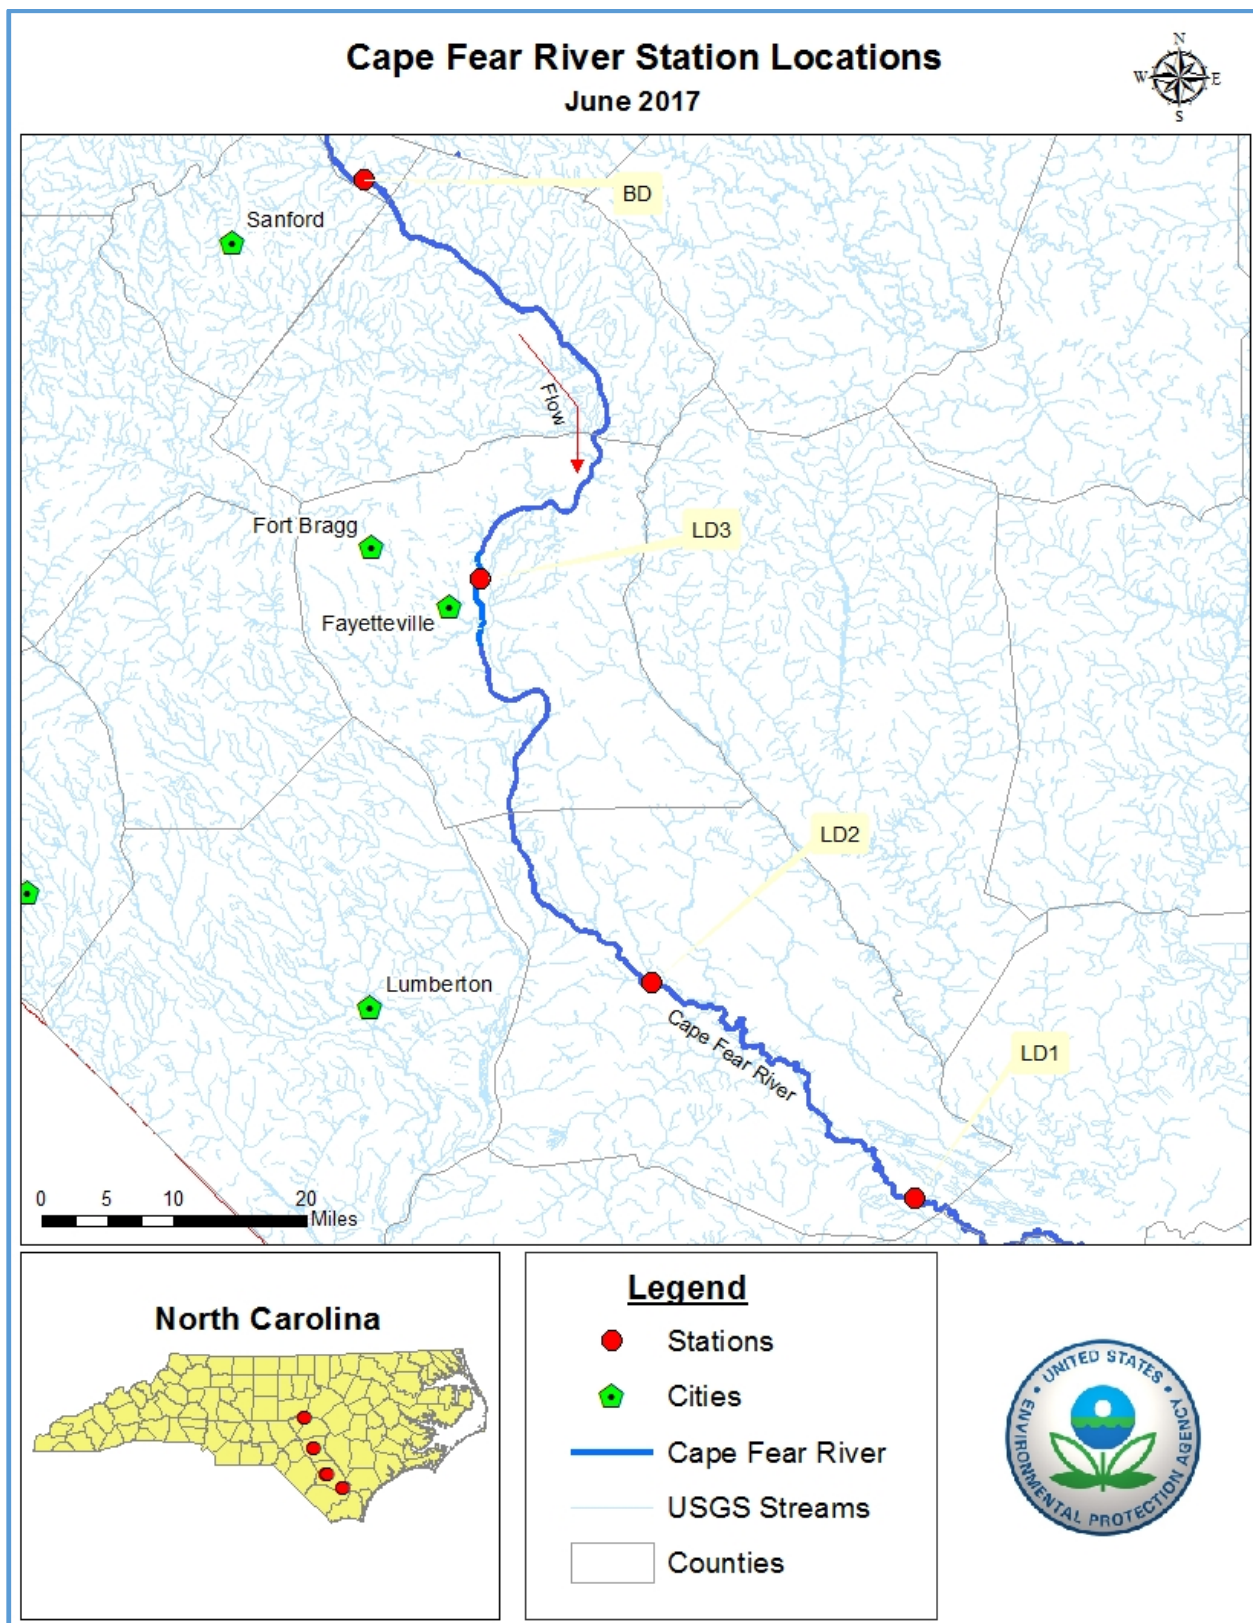 Cape Fear River Station Locations
June 2017
N
W
E
S
BD
Sanford
Flow
LD3
Fort Bragg
Fayetteville
LD2
Lumberton
Cape Fear River
LD1
0 5 10 20
Miles
North Carolina
Legend
Stations
Cities
Cape Fear River
USGS Streams
Counties
UNITED STATES
ENVIRONMENTAL PROTECTION AGENCY